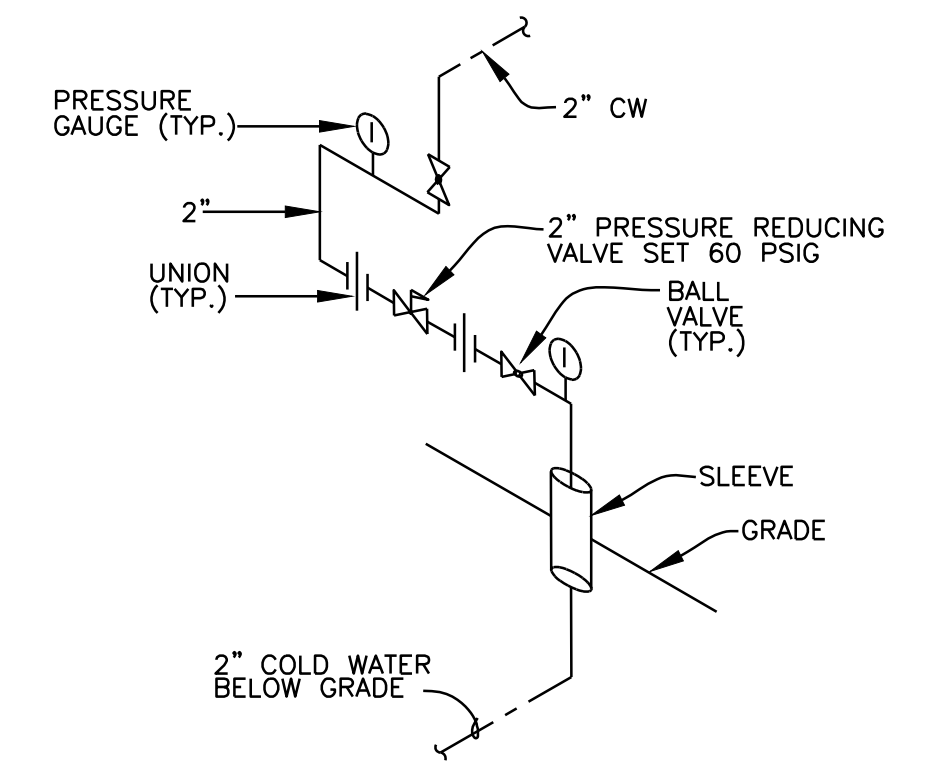 2" CW
PRESSURE
GAUGE (TYP.)
2"
2" PRESSURE REDUCING
VALVE SET 60 PSIG
UNION
(TYP.)
BALL
VALVE
(TYP.)
SLEEVE
GRADE
2" COLD WATER
BELOW GRADE